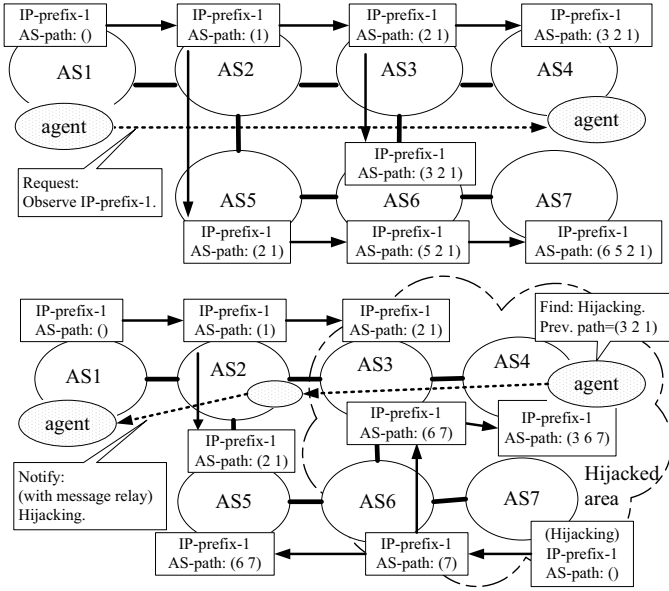 IP-prefix-1
AS-path: ()
IP-prefix-1
AS-path: (1)
IP-prefix-1
AS-path: (2 1)
IP-prefix-1
AS-path: (3 2 1)
AS1
AS2
AS3
AS4
agent
agent
IP-prefix-1
AS-path: (3 2 1)
Request:
Observe IP-prefix-1.
AS5
AS6
AS7
IP-prefix-1
AS-path: (2 1)
IP-prefix-1
AS-path: (5 2 1)
IP-prefix-1
AS-path: (6 5 2 1)
IP-prefix-1
AS-path: ()
IP-prefix-1
AS-path: (1)
IP-prefix-1
AS-path: (2 1)
Find: Hijacking.
Prev. path=(3 2 1)
AS1
AS2
AS3
AS4
agent
agent
IP-prefix-1
AS-path: (6 7)
IP-prefix-1
AS-path: (3 6 7)
IP-prefix-1
AS-path: (2 1)
Notify:
(with message relay)
Hijacking.
Hijacked
area
AS5
AS6
AS7
IP-prefix-1
AS-path: (6 7)
IP-prefix-1
AS-path: (7)
(Hijacking)
IP-prefix-1
AS-path: ()